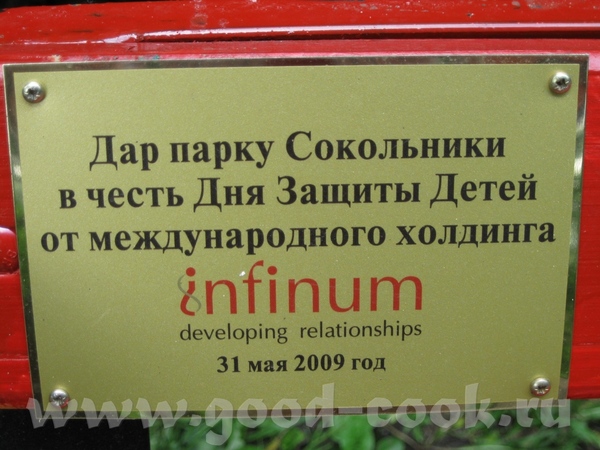 Дар парку Сокольники
в честь Дня Защиты Детей
от международного холдинга
infinum
developing relationships
31 мая 2009 год
www.good-cook.ru